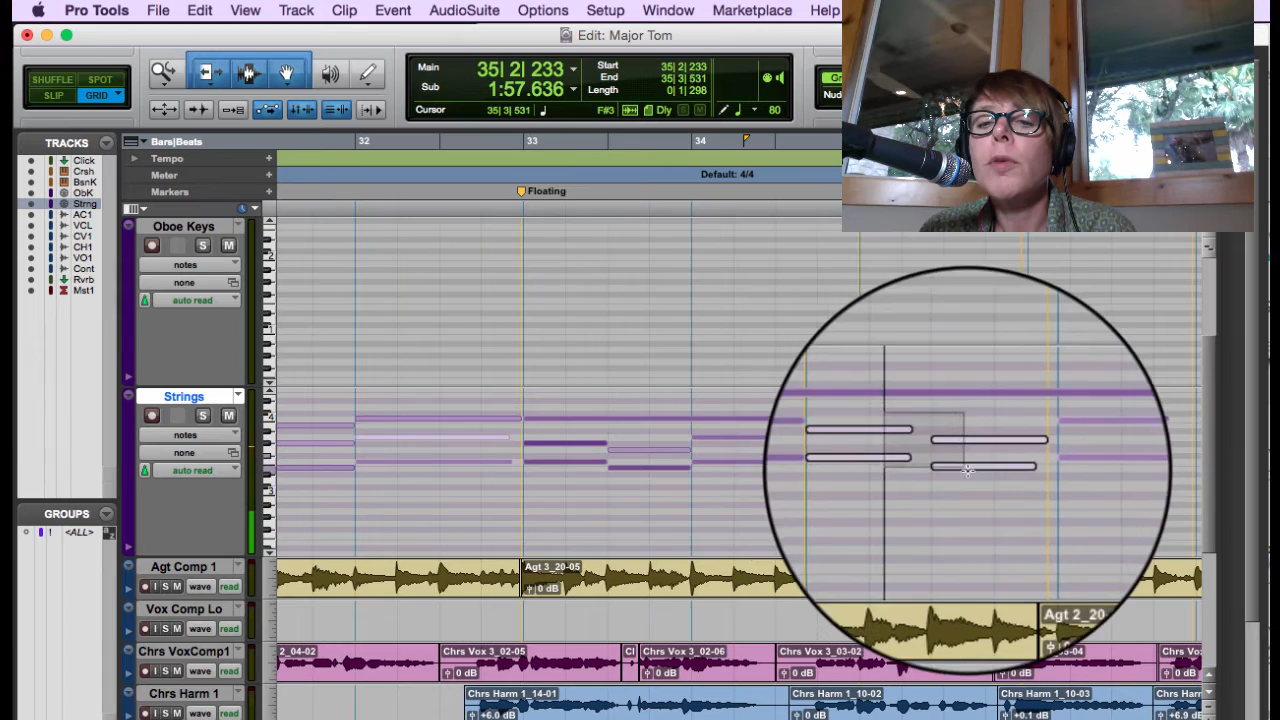 Pro Tools File Edit View Track Clip Event AudioSuite Options Setup Window Marketplace Help
Edit: Major Tom
SHUFFLE SPOT
SLIP GRID
Main 35| 2| 233
Sub 1:57.636
Start 35| 2| 233
End 35| 3| 531
Length 0| 1| 298
Cursor 35| 3| 531 F#3 Dly S M 80
TRACKS
Click
Crsh
BsnK
ObK
Strng
AC1
VCL
CV1
CH1
VO1
Cont
Rvrb
Mst1
GROUPS
1 <ALL>
Bars|Beats 32 33 34
Tempo +
Meter + Default: 4/4
Markers + Floating
Oboe Keys
S M
notes
none
auto read
2
1
Strings
S M
notes
none
auto read
4
3
Agt Comp 1
I S M wave read
Agt 3_20-05
0 dB
Agt 2_20
Vox Comp Lo
I S M wave read
Chrs VoxComp1
I S M wave read
2_04-02 Chrs Vox 3_02-05 Cl Chrs Vox 3_02-06 Chrs Vox 3_03-02 5-04
0 dB 0 dB 0 dB 0 dB
Chrs Harm 1
I S M wave read
Chrs Harm 1_14-01 Chrs Harm 1_10-02 Chrs Harm 1_10-03 Chrs Harm
+6.0 dB 0 dB +0.1 dB